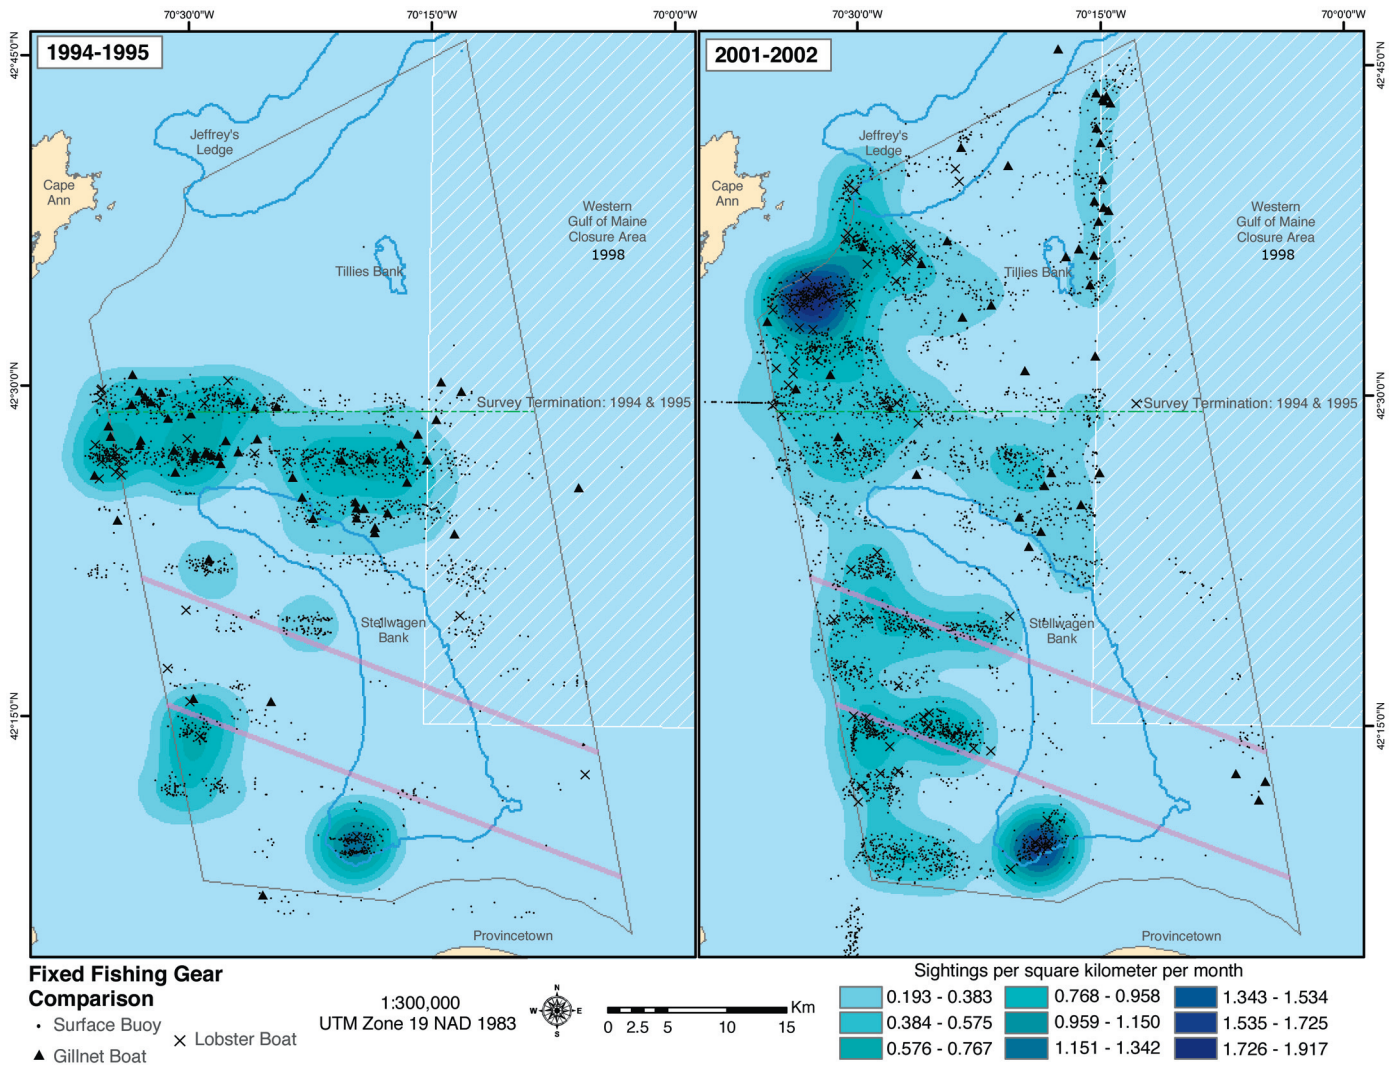 70°30'0"W
70°15'0"W
70°0'0"W
70°30'0"W
70°15'0"W
70°0'0"W
42°45'0"N
42°30'0"N
42°15'0"N
1994-1995
Jeffrey's
Ledge
Cape
Ann
Western
Gulf of Maine
Closure Area
1998
Tillies Bank
Survey Termination: 1994 & 1995
Stellwagen
Bank
Provincetown
2001-2002
Jeffrey's
Ledge
Cape
Ann
Western
Gulf of Maine
Closure Area
1998
Tillies Bank
Survey Termination: 1994 & 1995
Stellwagen
Bank
Provincetown
42°45'0"N
42°30'0"N
42°15'0"N
Fixed Fishing Gear
Comparison
Surface Buoy
Lobster Boat
Gillnet Boat
1:300,000
UTM Zone 19 NAD 1983
N
W E
S
Km
0 2.5 5 10 15
Sightings per square kilometer per month
0.193 - 0.383
0.384 - 0.575
0.576 - 0.767
0.768 - 0.958
0.959 - 1.150
1.151 - 1.342
1.343 - 1.534
1.535 - 1.725
1.726 - 1.917